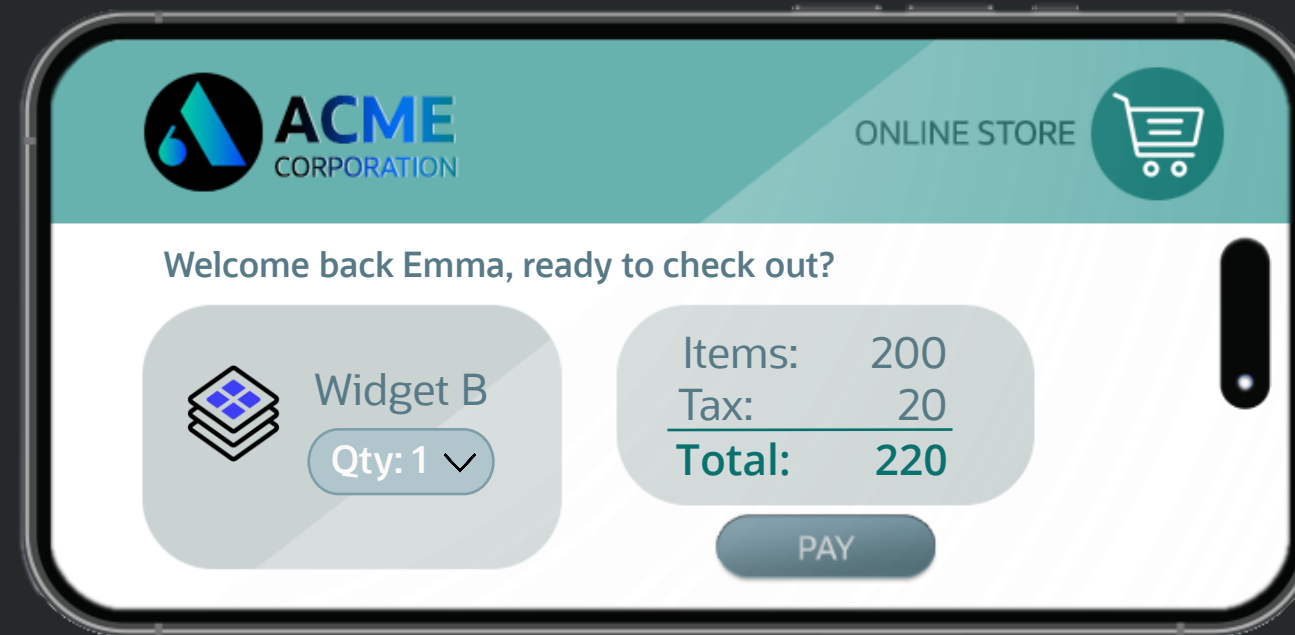 ACME
CORPORATION
ONLINE STORE
Welcome back Emma, ready to check out?
Widget B
Qty: 1
Items: 200
Tax: 20
Total: 220
PAY